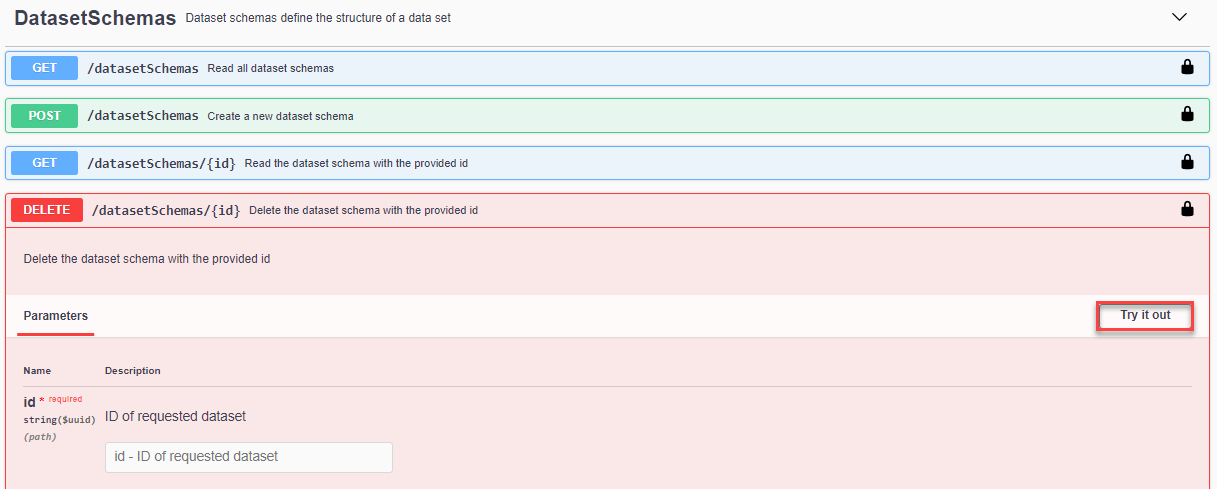 DatasetSchemas Dataset schemas define the structure of a data set
GET /datasetSchemas Read all dataset schemas
POST /datasetSchemas Create a new dataset schema
GET /datasetSchemas/{id} Read the dataset schema with the provided id
DELETE /datasetSchemas/{id} Delete the dataset schema with the provided id
Delete the dataset schema with the provided id
Parameters Try it out
Name Description
id * required
string($uuid) ID of requested dataset
(path)
id - ID of requested dataset